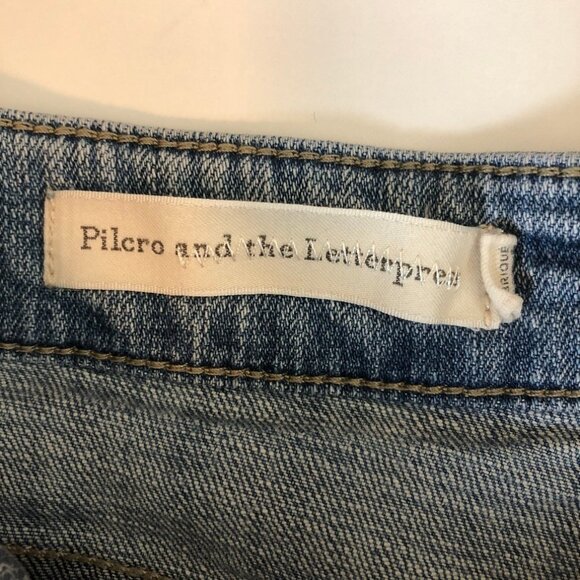 Pilcro and the Letterpress